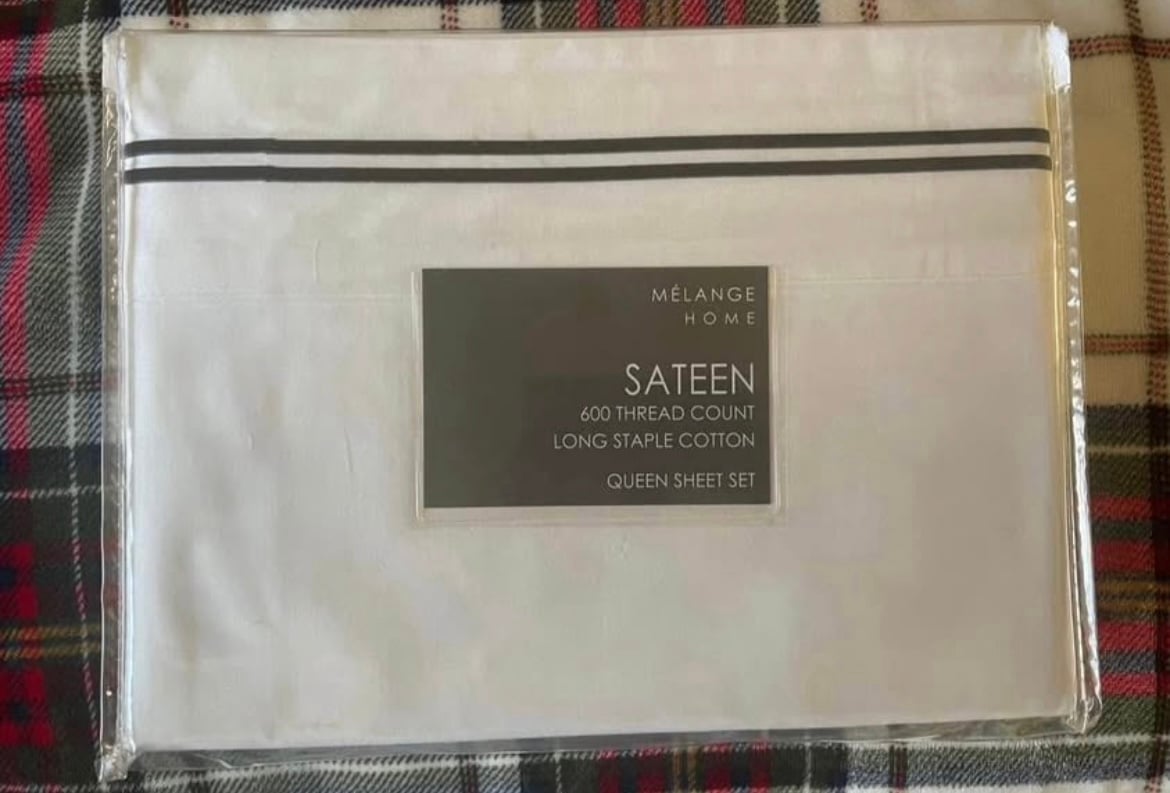 MÉLANGE
HOME
SATEEN
600 THREAD COUNT
LONG STAPLE COTTON
QUEEN SHEET SET